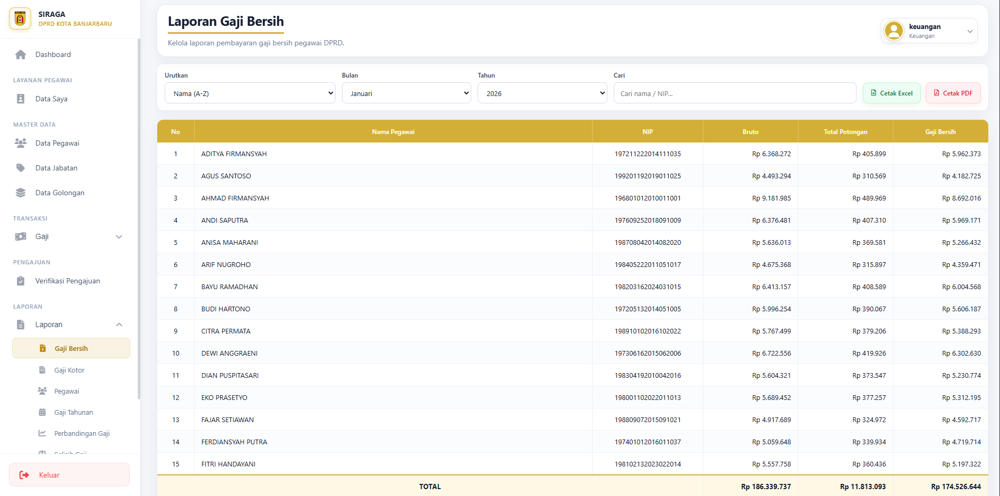 SIRAGA
DPRD KOTA BANJARBARU
Dashboard
LAYANAN PEGAWAI
Data Saya
MASTER DATA
Data Pegawai
Data Jabatan
Data Golongan
TRANSAKSI
Gaji
PENGAJUAN
Verifikasi Pengajuan
LAPORAN
Laporan
Gaji Bersih
Gaji Kotor
Pegawai
Gaji Tahunan
Perbandingan Gaji
Selisih Gaji
Keluar
Laporan Gaji Bersih
Kelola laporan pembayaran gaji bersih pegawai DPRD.
keuangan
Keuangan
Urutkan Bulan Tahun Cari
Nama (A-Z) Januari 2026 Cari nama / NIP... Cetak Excel Cetak PDF
No Nama Pegawai NIP Bruto Total Potongan Gaji Bersih
1 ADITYA FIRMANSYAH 197211222014111035 Rp 6.368.272 Rp 405.899 Rp 5.962.373
2 AGUS SANTOSO 199201192019011025 Rp 4.493.294 Rp 310.569 Rp 4.182.725
3 AHMAD FIRMANSYAH 196801012010011001 Rp 9.181.985 Rp 489.969 Rp 8.692.016
4 ANDI SAPUTRA 197609252018091009 Rp 6.376.481 Rp 407.310 Rp 5.969.171
5 ANISA MAHARANI 198708042014082020 Rp 5.636.013 Rp 369.581 Rp 5.266.432
6 ARIF NUGROHO 198405222011051017 Rp 4.675.368 Rp 315.897 Rp 4.359.471
7 BAYU RAMADHAN 198203162024031015 Rp 6.413.157 Rp 408.589 Rp 6.004.568
8 BUDI HARTONO 197205132014051005 Rp 5.996.254 Rp 390.067 Rp 5.606.187
9 CITRA PERMATA 198910102016102022 Rp 5.767.499 Rp 379.206 Rp 5.388.293
10 DEWI ANGGRAENI 197306162015062006 Rp 6.722.556 Rp 419.926 Rp 6.302.630
11 DIAN PUSPITASARI 198304192010042016 Rp 5.604.321 Rp 373.547 Rp 5.230.774
12 EKO PRASETYO 198001102022011013 Rp 5.689.452 Rp 377.257 Rp 5.312.195
13 FAJAR SETIAWAN 198809072015091021 Rp 4.917.689 Rp 324.972 Rp 4.592.717
14 FERDIANSYAH PUTRA 197401012016011037 Rp 5.059.648 Rp 339.934 Rp 4.719.714
15 FITRI HANDAYANI 198102132023022014 Rp 5.557.758 Rp 360.436 Rp 5.197.322
TOTAL Rp 186.339.737 Rp 11.813.093 Rp 174.526.644